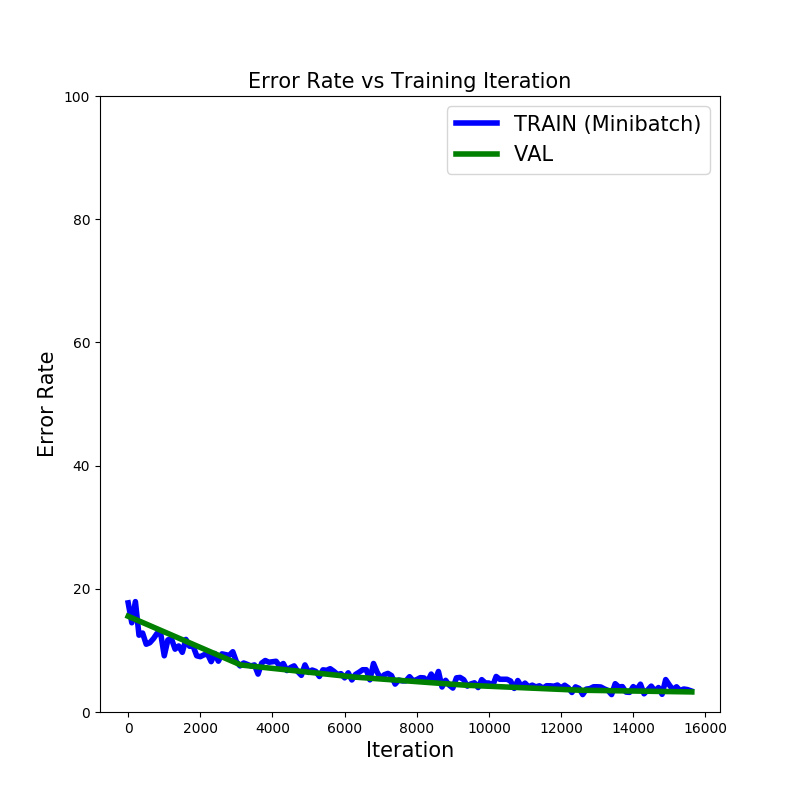 Error Rate vs Training Iteration
TRAIN (Minibatch)
VAL
Error Rate
100
80
60
40
20
0
0 2000 4000 6000 8000 10000 12000 14000 16000
Iteration